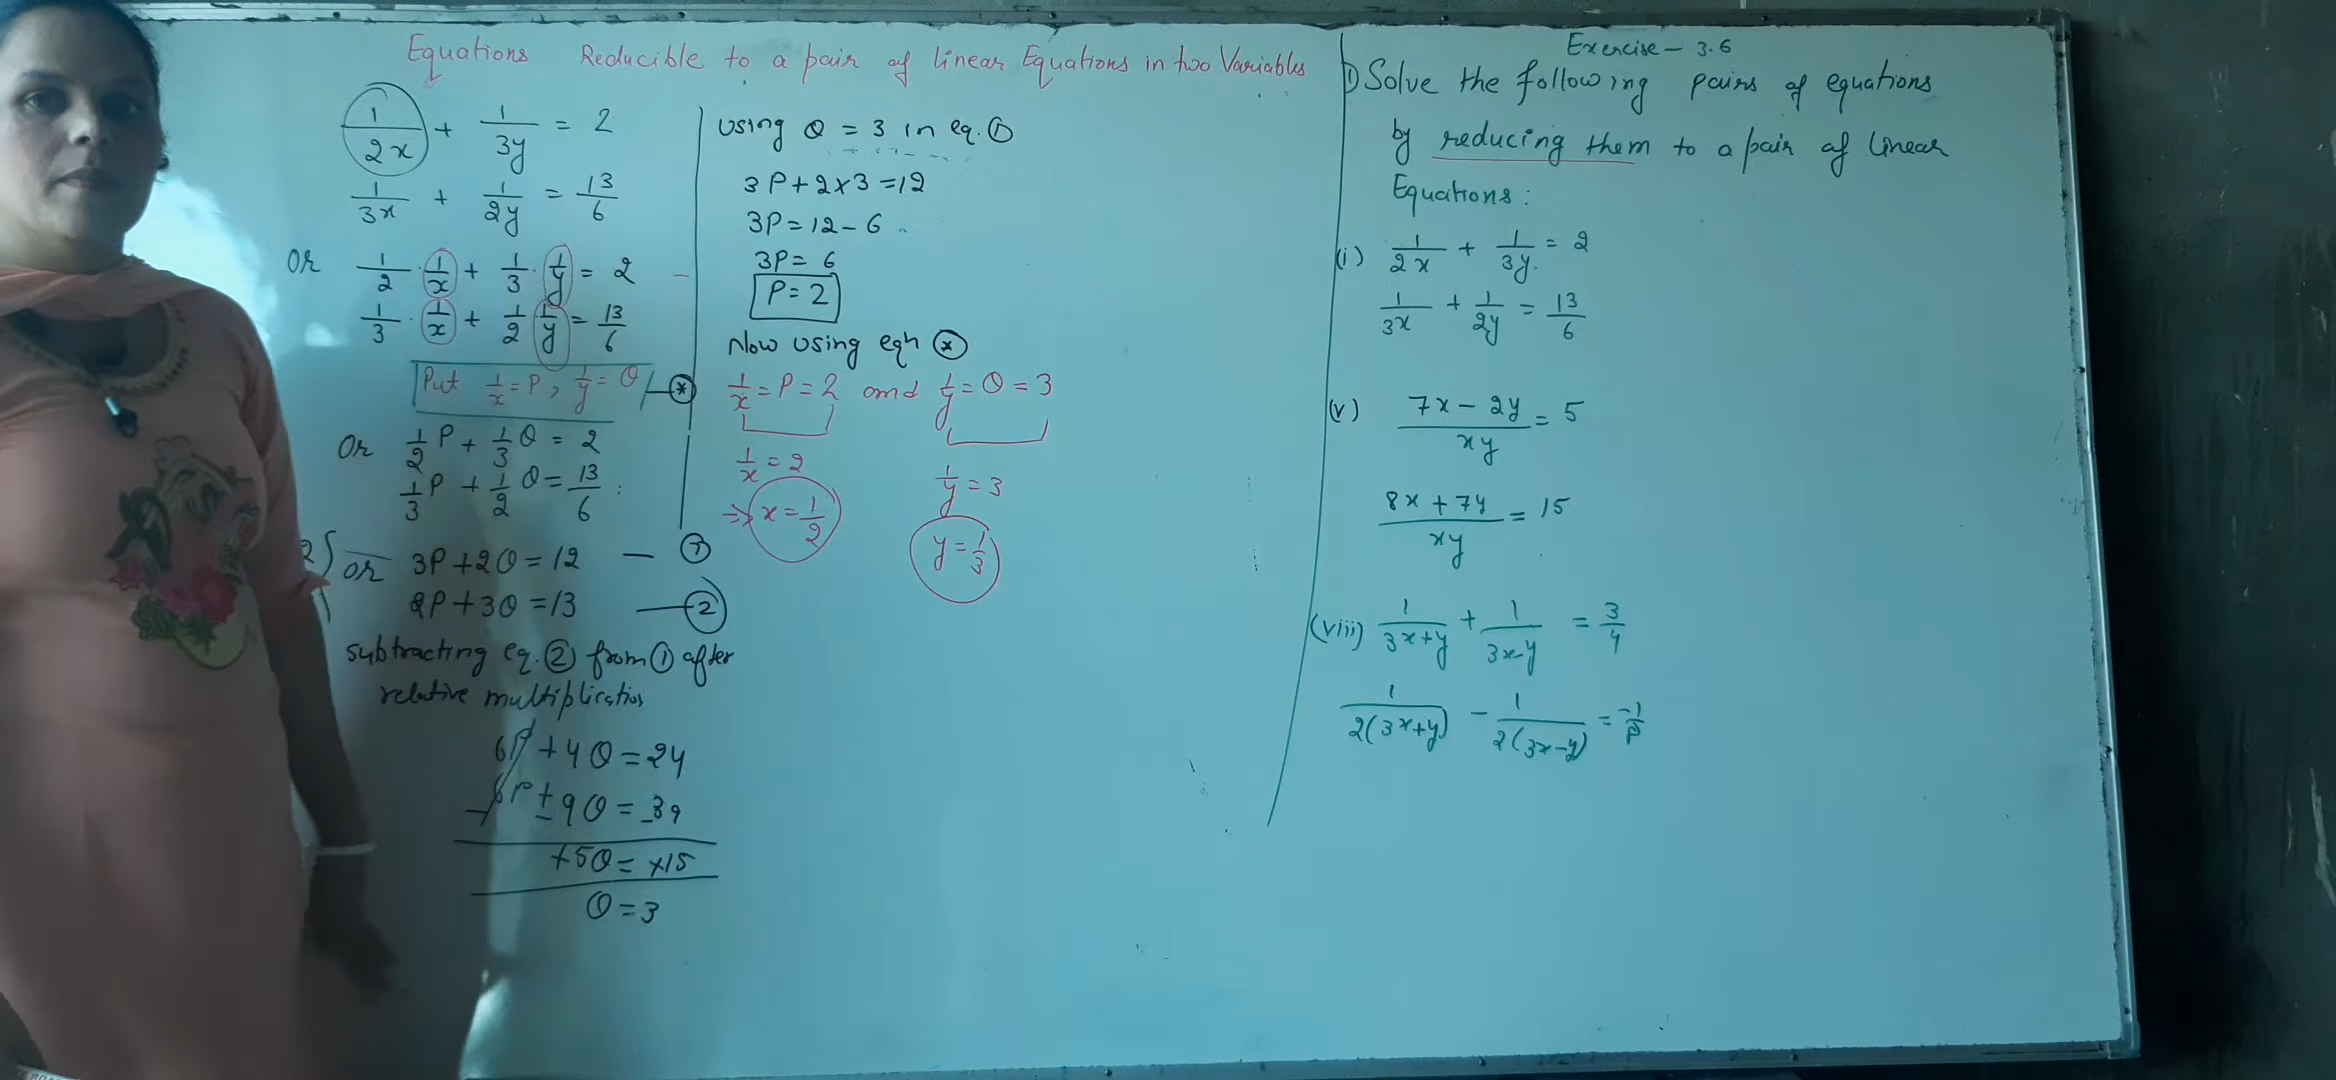 Equations Reducible to a pair of linear Equations in two Variables
1/2x + 1/3y = 2
1/3x + 1/2y = 13/6
or 1/2 · 1/x + 1/3 · 1/y = 2
1/3 · 1/x + 1/2 1/y = 13/6
Put 1/x = P, 1/y = Q — *
or 1/2 P + 1/3 Q = 2
1/3 P + 1/2 Q = 13/6
or 3P + 2Q = 12 — 1
2P + 3Q = 13 — 2
subtracting eq. 2 from 1 after
relative multiplication
6P + 4Q = 24
6P ± 9Q = _39
+5Q = +15
Q = 3
using Q = 3 in eq. 1
3P + 2×3 = 12
3P = 12 - 6
3P = 6
P = 2
Now using eqn *
1/x = P = 2 and 1/y = Q = 3
1/x = 2
⇒ x = 1/2
1/y = 3
y = 1/3
Exercise - 3.6
1) Solve the following pairs of equations
by reducing them to a pair of linear
Equations:
(i) 1/2x + 1/3y = 2
1/3x + 1/2y = 13/6
(v) 7x - 2y/xy = 5
8x + 7y/xy = 15
(viii) 1/3x+y + 1/3x-y = 3/4
1/2(3x+y) - 1/2(3x-y) =